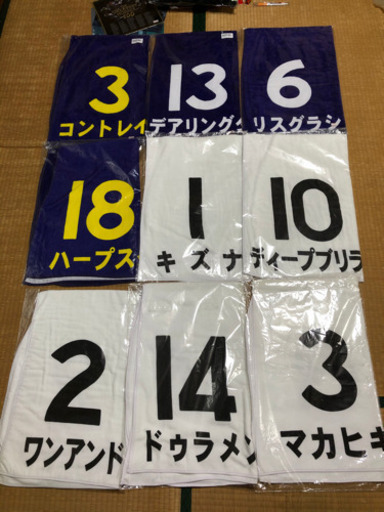 3
コントレイ
13
デアリング
6
リスグラシ
18
ハープス
1
キズナ
10
ディープブリラ
2
ワンアンド
14
ドゥラメン
3
マカヒキ